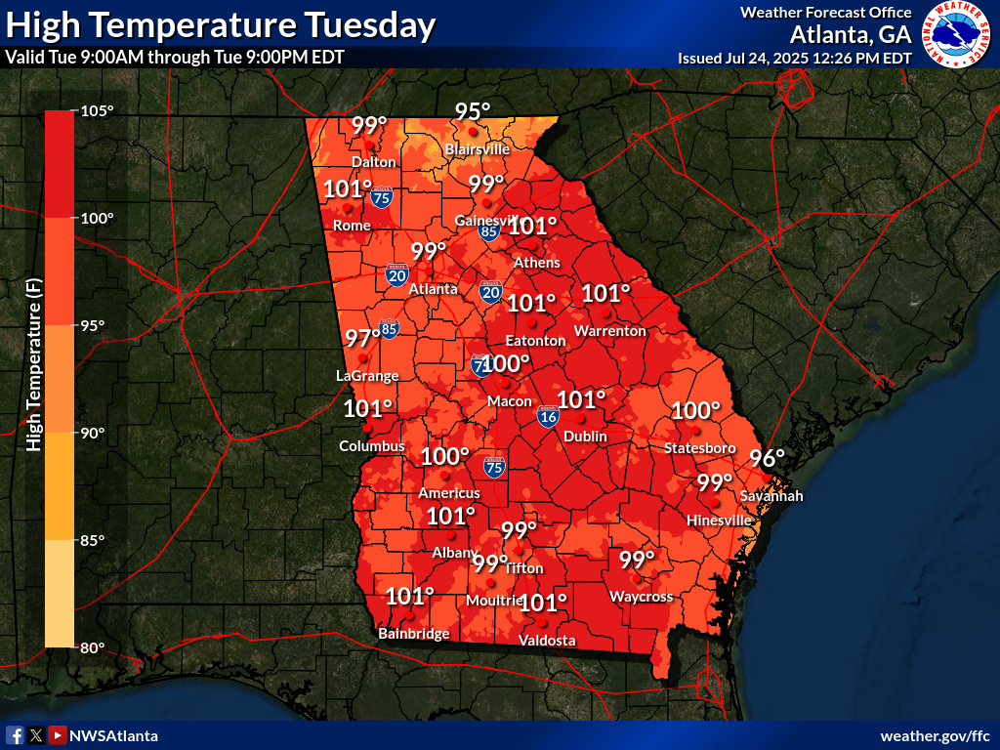 High Temperature Tuesday
Valid Tue 9:00AM through Tue 9:00PM EDT
Weather Forecast Office
Atlanta, GA
Issued Jul 24, 2025 12:26 PM EDT
NATIONAL WEATHER SERVICE
High Temperature (F)
105°
100°
95°
90°
85°
80°
99°
Dalton
95°
Blairsville
101°
Rome
75
99°
Gainesvill
85
101°
Athens
99°
Atlanta
20
20
101°
Eatonton
101°
Warrenton
85
97°
LaGrange
100°
Macon
101°
Columbus
16
101°
Dublin
100°
Statesboro
96°
Savannah
100°
Americus
75
99°
Hinesville
101°
Albany
99°
Tifton
99°
Moultrie
99°
Waycross
101°
Bainbridge
101°
Valdosta
NWSAtlanta
weather.gov/ffc